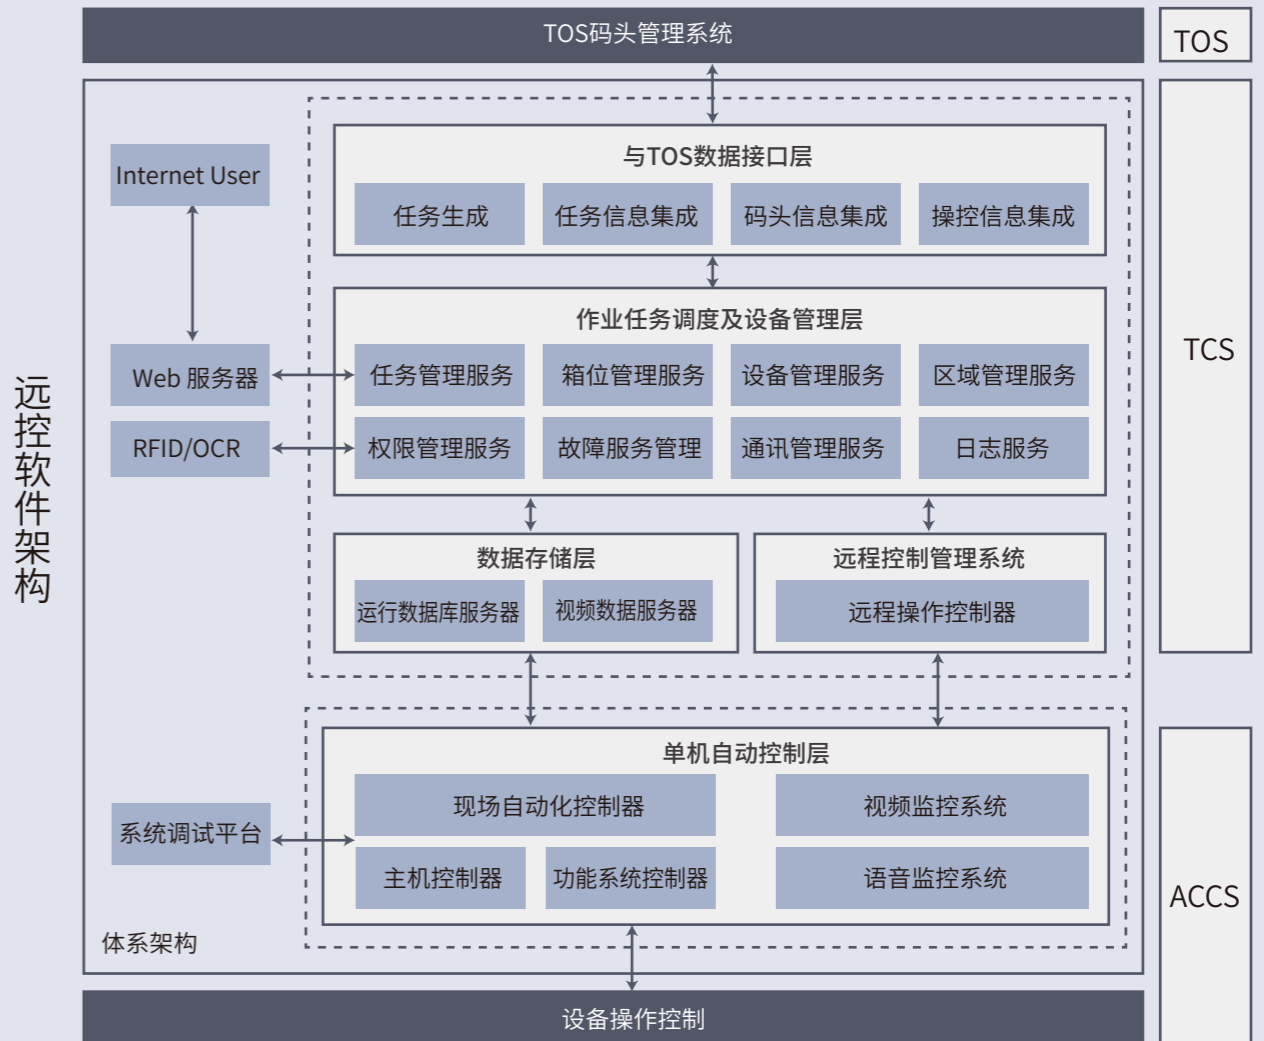 TOS码头管理系统
TOS
与TOS数据接口层
Internet User
任务生成
任务信息集成
码头信息集成
操控信息集成
作业任务调度及设备管理层
TCS
Web 服务器
任务管理服务
箱位管理服务
设备管理服务
区域管理服务
RFID/OCR
权限管理服务
故障服务管理
通讯管理服务
日志服务
远控软件架构
数据存储层
远程控制管理系统
运行数据库服务器
视频数据服务器
远程操作控制器
单机自动控制层
现场自动化控制器
视频监控系统
系统调试平台
主机控制器
功能系统控制器
语音监控系统
ACCS
体系架构
设备操作控制